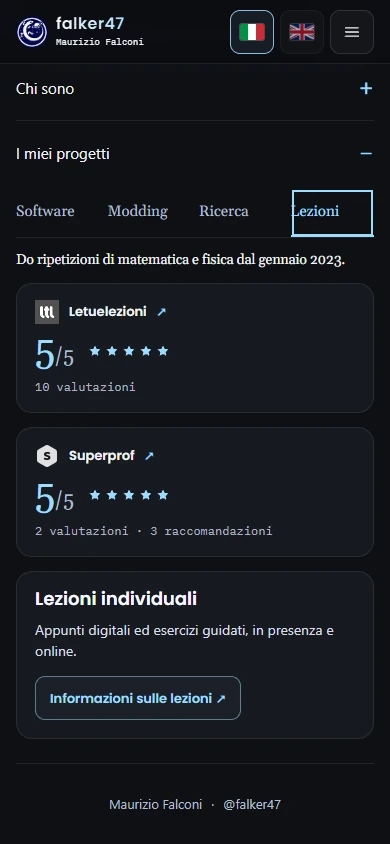 falker47
Maurizio Falconi
Chi sono
I miei progetti
Software Modding Ricerca Lezioni
Do ripetizioni di matematica e fisica dal gennaio 2023.
Letuelezioni ↗
5/5 ★★★★★
10 valutazioni
S Superprof ↗
5/5 ★★★★★
2 valutazioni · 3 raccomandazioni
Lezioni individuali
Appunti digitali ed esercizi guidati, in presenza e
online.
Informazioni sulle lezioni ↗
Maurizio Falconi · @falker47